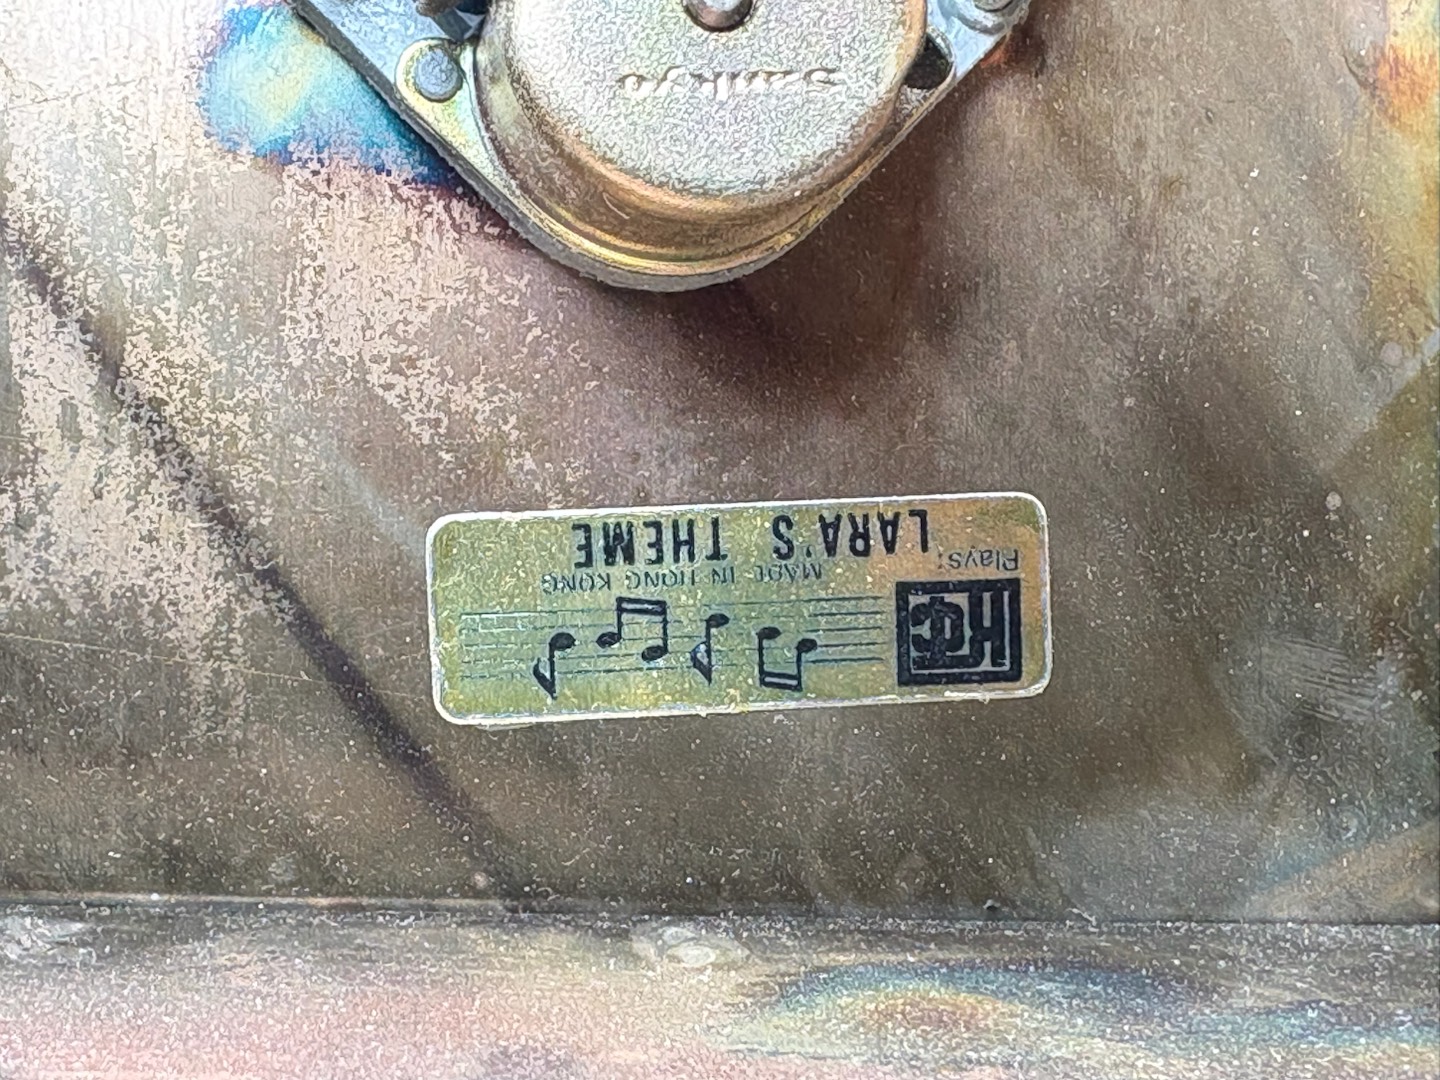 Sankyo
Plays:
LARA'S THEME
MADE IN HONG KONG